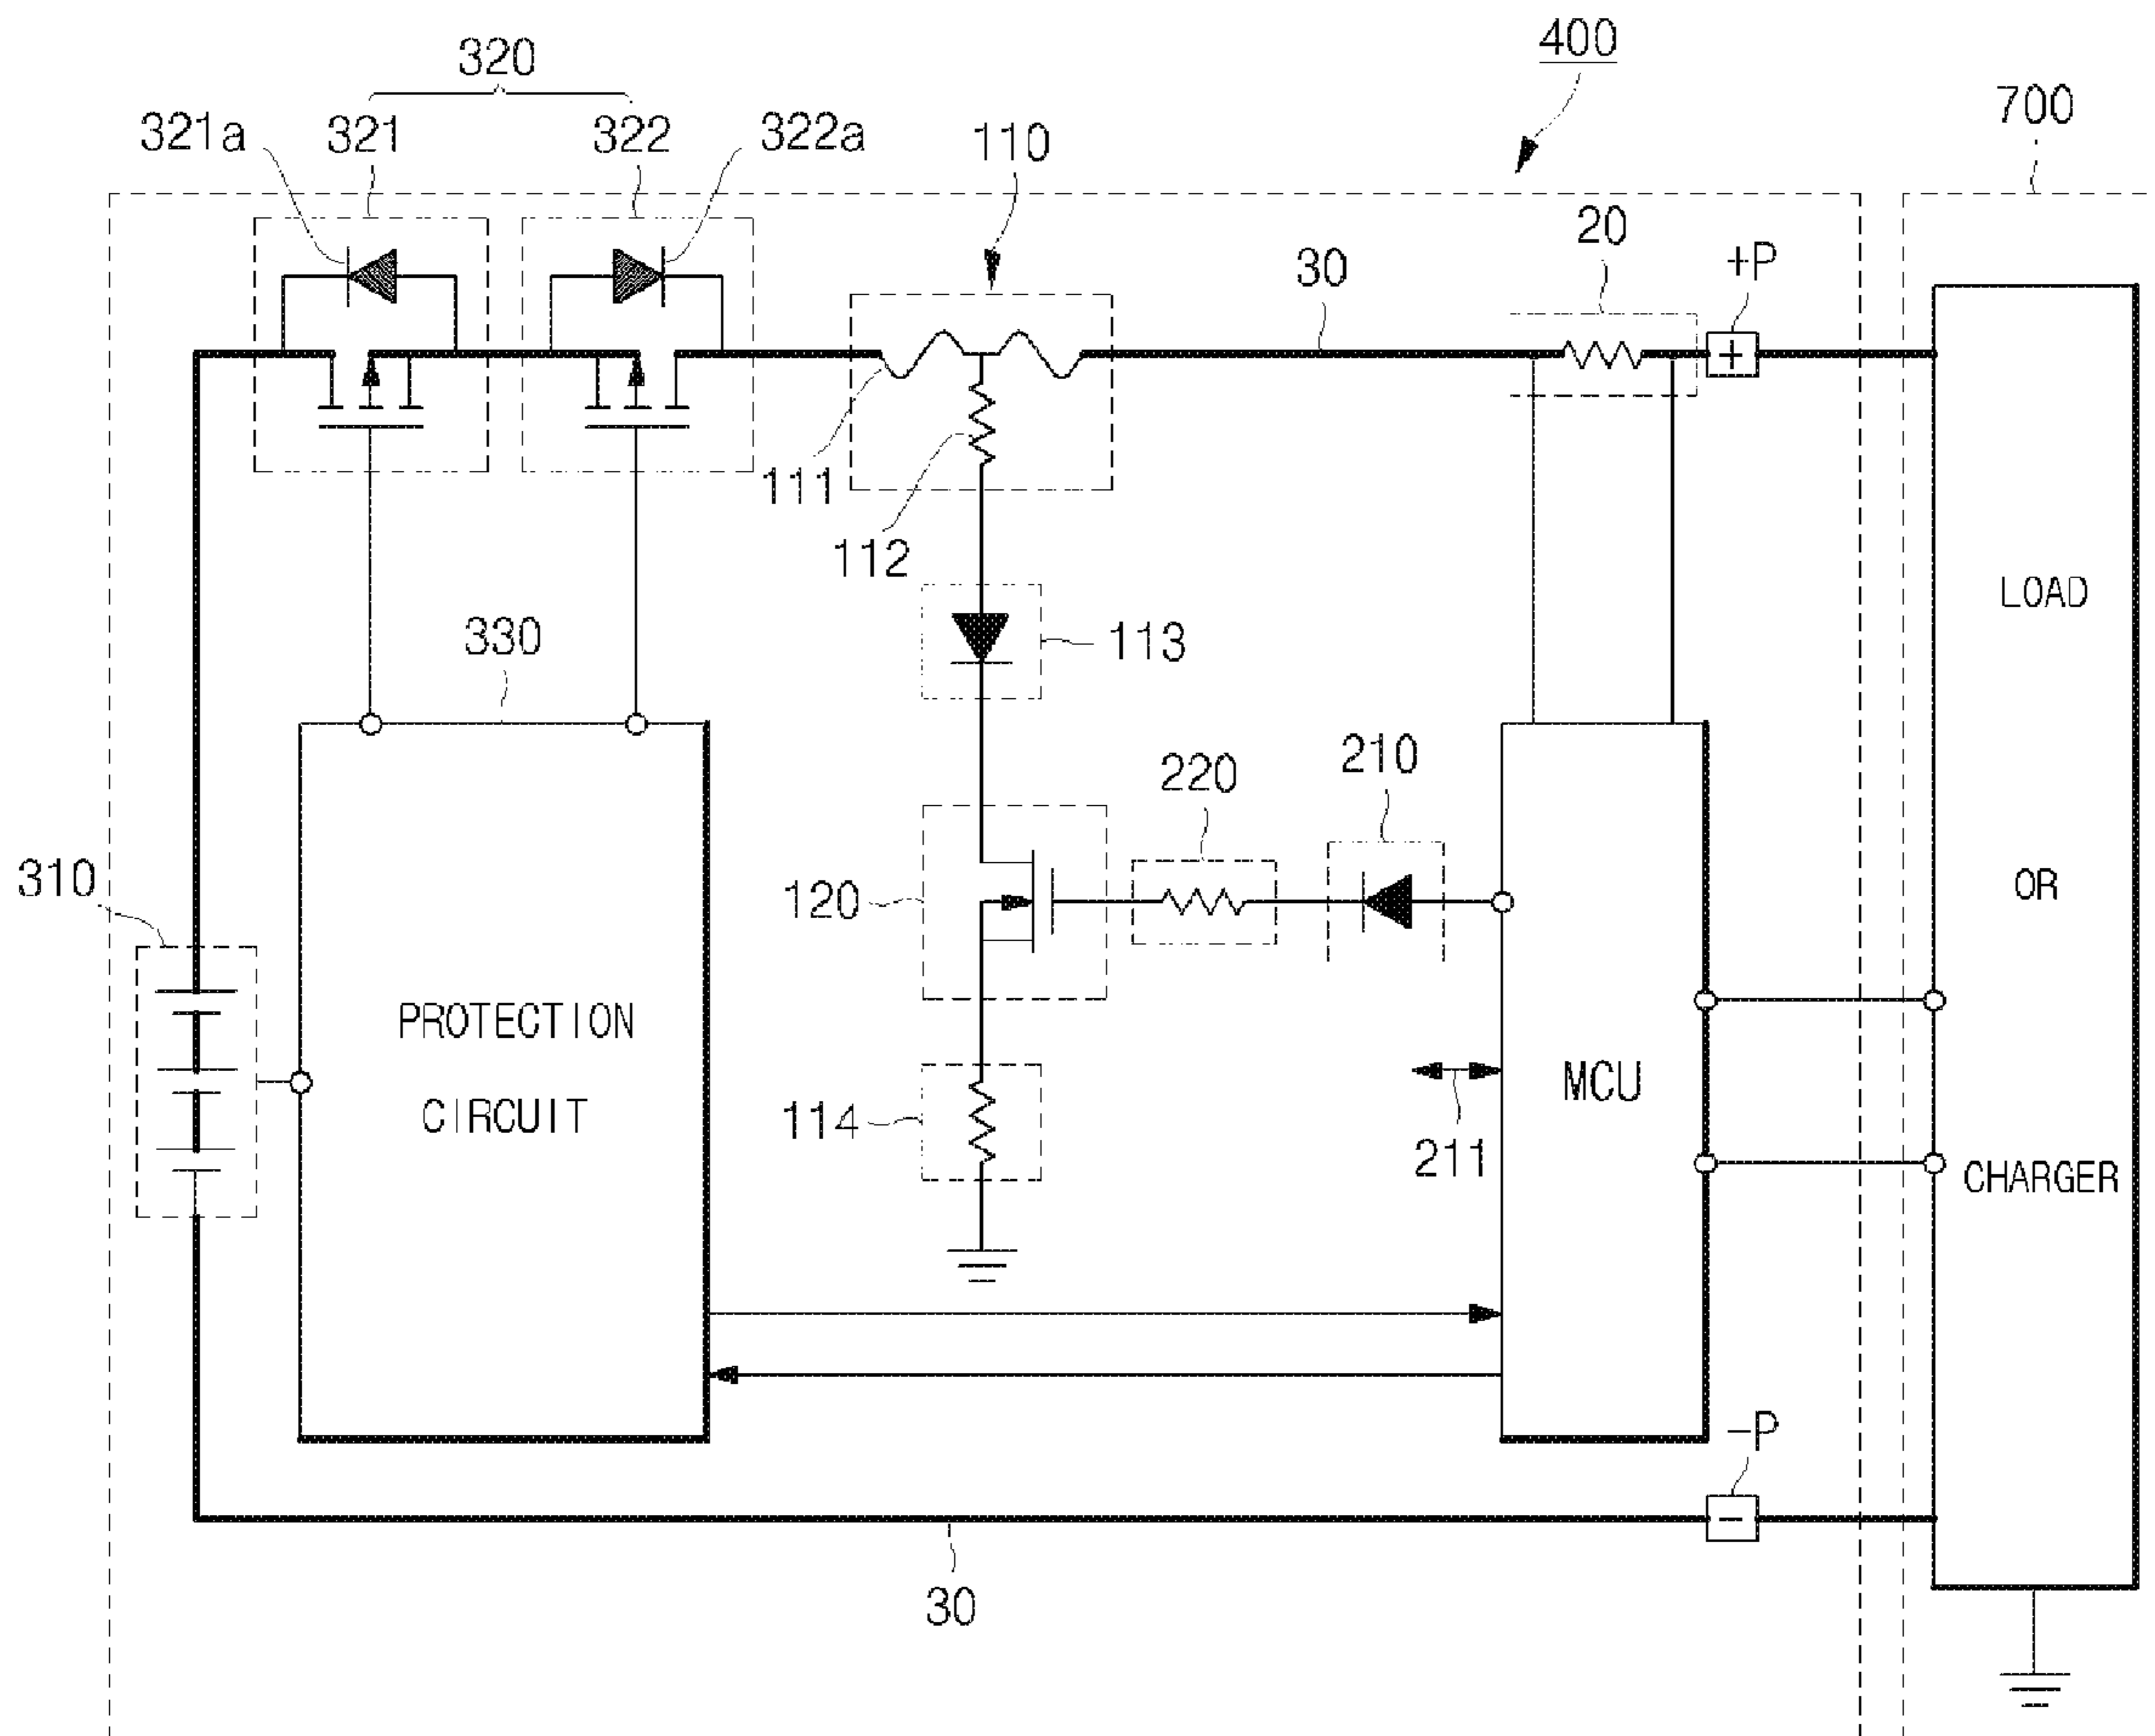 400
320
700
321a
321
322
322a
110
20
+P
30
+
111
112
LOAD
113
330
210
220
OR
310
120
PROTECTION
MCU
CIRCUIT
114
211
CHARGER
-P
-
30